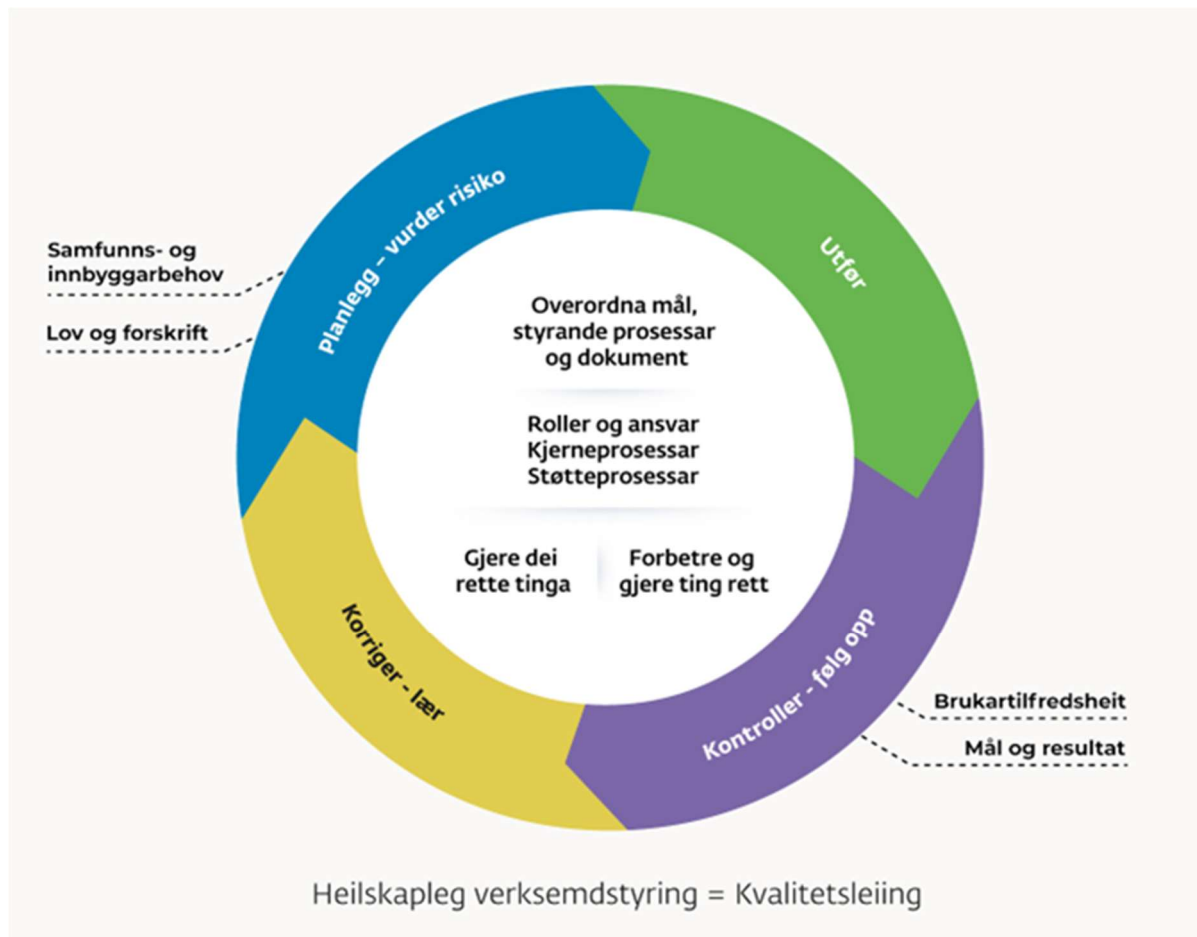 Planlegg - vurder risiko
Utfør
Samfunns- og
innbyggarbehov
Lov og forskrift
Overordna mål,
styrande prosessar
og dokument
Roller og ansvar
Kjerneprosessar
Støtteprosessar
Gjere dei
rette tinga
Forbetre og
gjere ting rett
Korriger - lær
Kontroller - følg opp
Brukartilfredsheit
Mål og resultat
Heilskapleg verksemdstyring = Kvalitetsleiing